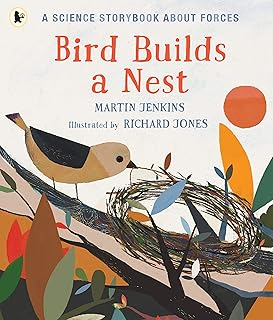 A SCIENCE STORYBOOK ABOUT FORCES
Bird Builds
a Nest
MARTIN JENKINS
Illustrated by RICHARD JONES